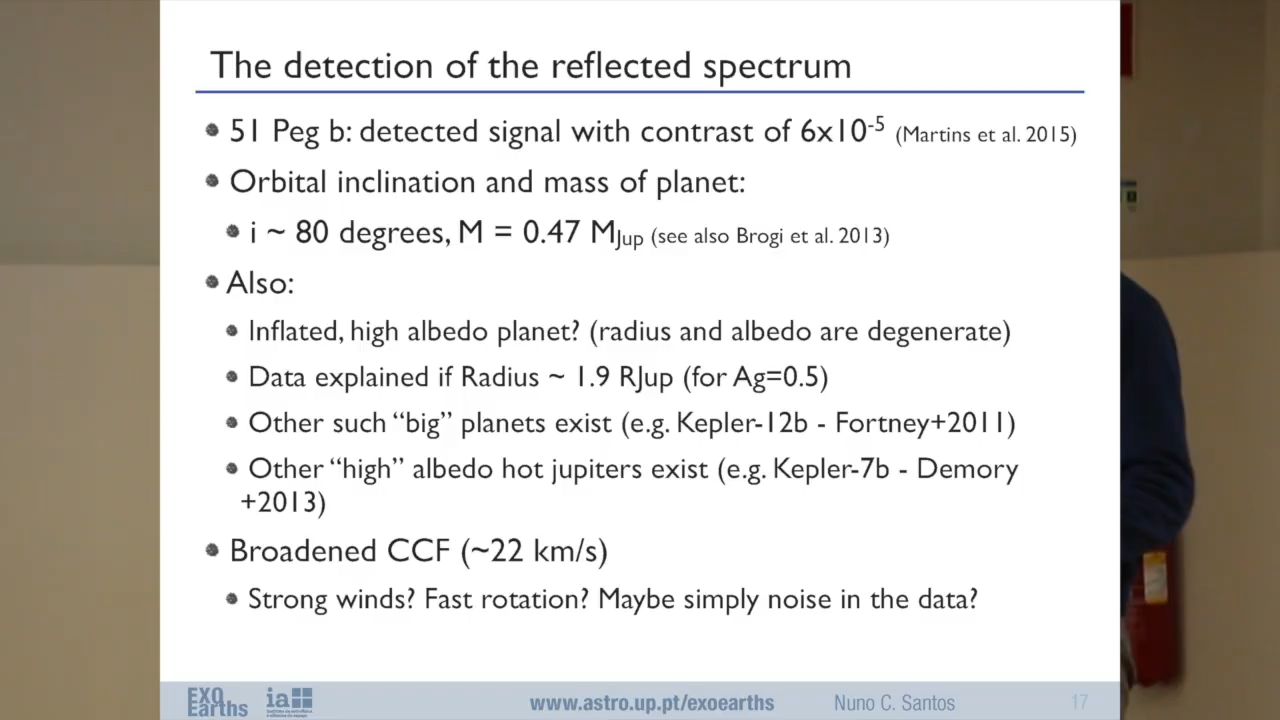 The detection of the reflected spectrum
51 Peg b: detected signal with contrast of 6x10-5 (Martins et al. 2015)
Orbital inclination and mass of planet:
i ~ 80 degrees, M = 0.47 MJup (see also Brogi et al. 2013)
Also:
Inflated, high albedo planet? (radius and albedo are degenerate)
Data explained if Radius ~ 1.9 RJup (for Ag=0.5)
Other such “big” planets exist (e.g. Kepler-12b - Fortney+2011)
Other “high” albedo hot jupiters exist (e.g. Kepler-7b - Demory
+2013)
Broadened CCF (~22 km/s)
Strong winds? Fast rotation? Maybe simply noise in the data?
EXO Earths
ia
www.astro.up.pt/exoearths
Nuno C. Santos
17